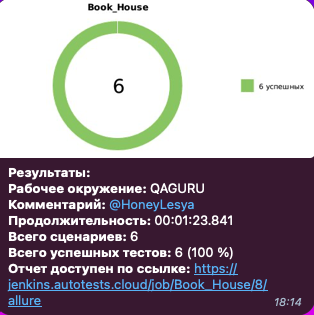 Book_House
6
6 успешных
Результаты:
Рабочее окружение: QAGURU
Комментарий: @HoneyLesya
Продолжительность: 00:01:23.841
Всего сценариев: 6
Всего успешных тестов: 6 (100 %)
Отчет доступен по ссылке: https://
jenkins.autotests.cloud/job/Book_House/8/
allure
18:14